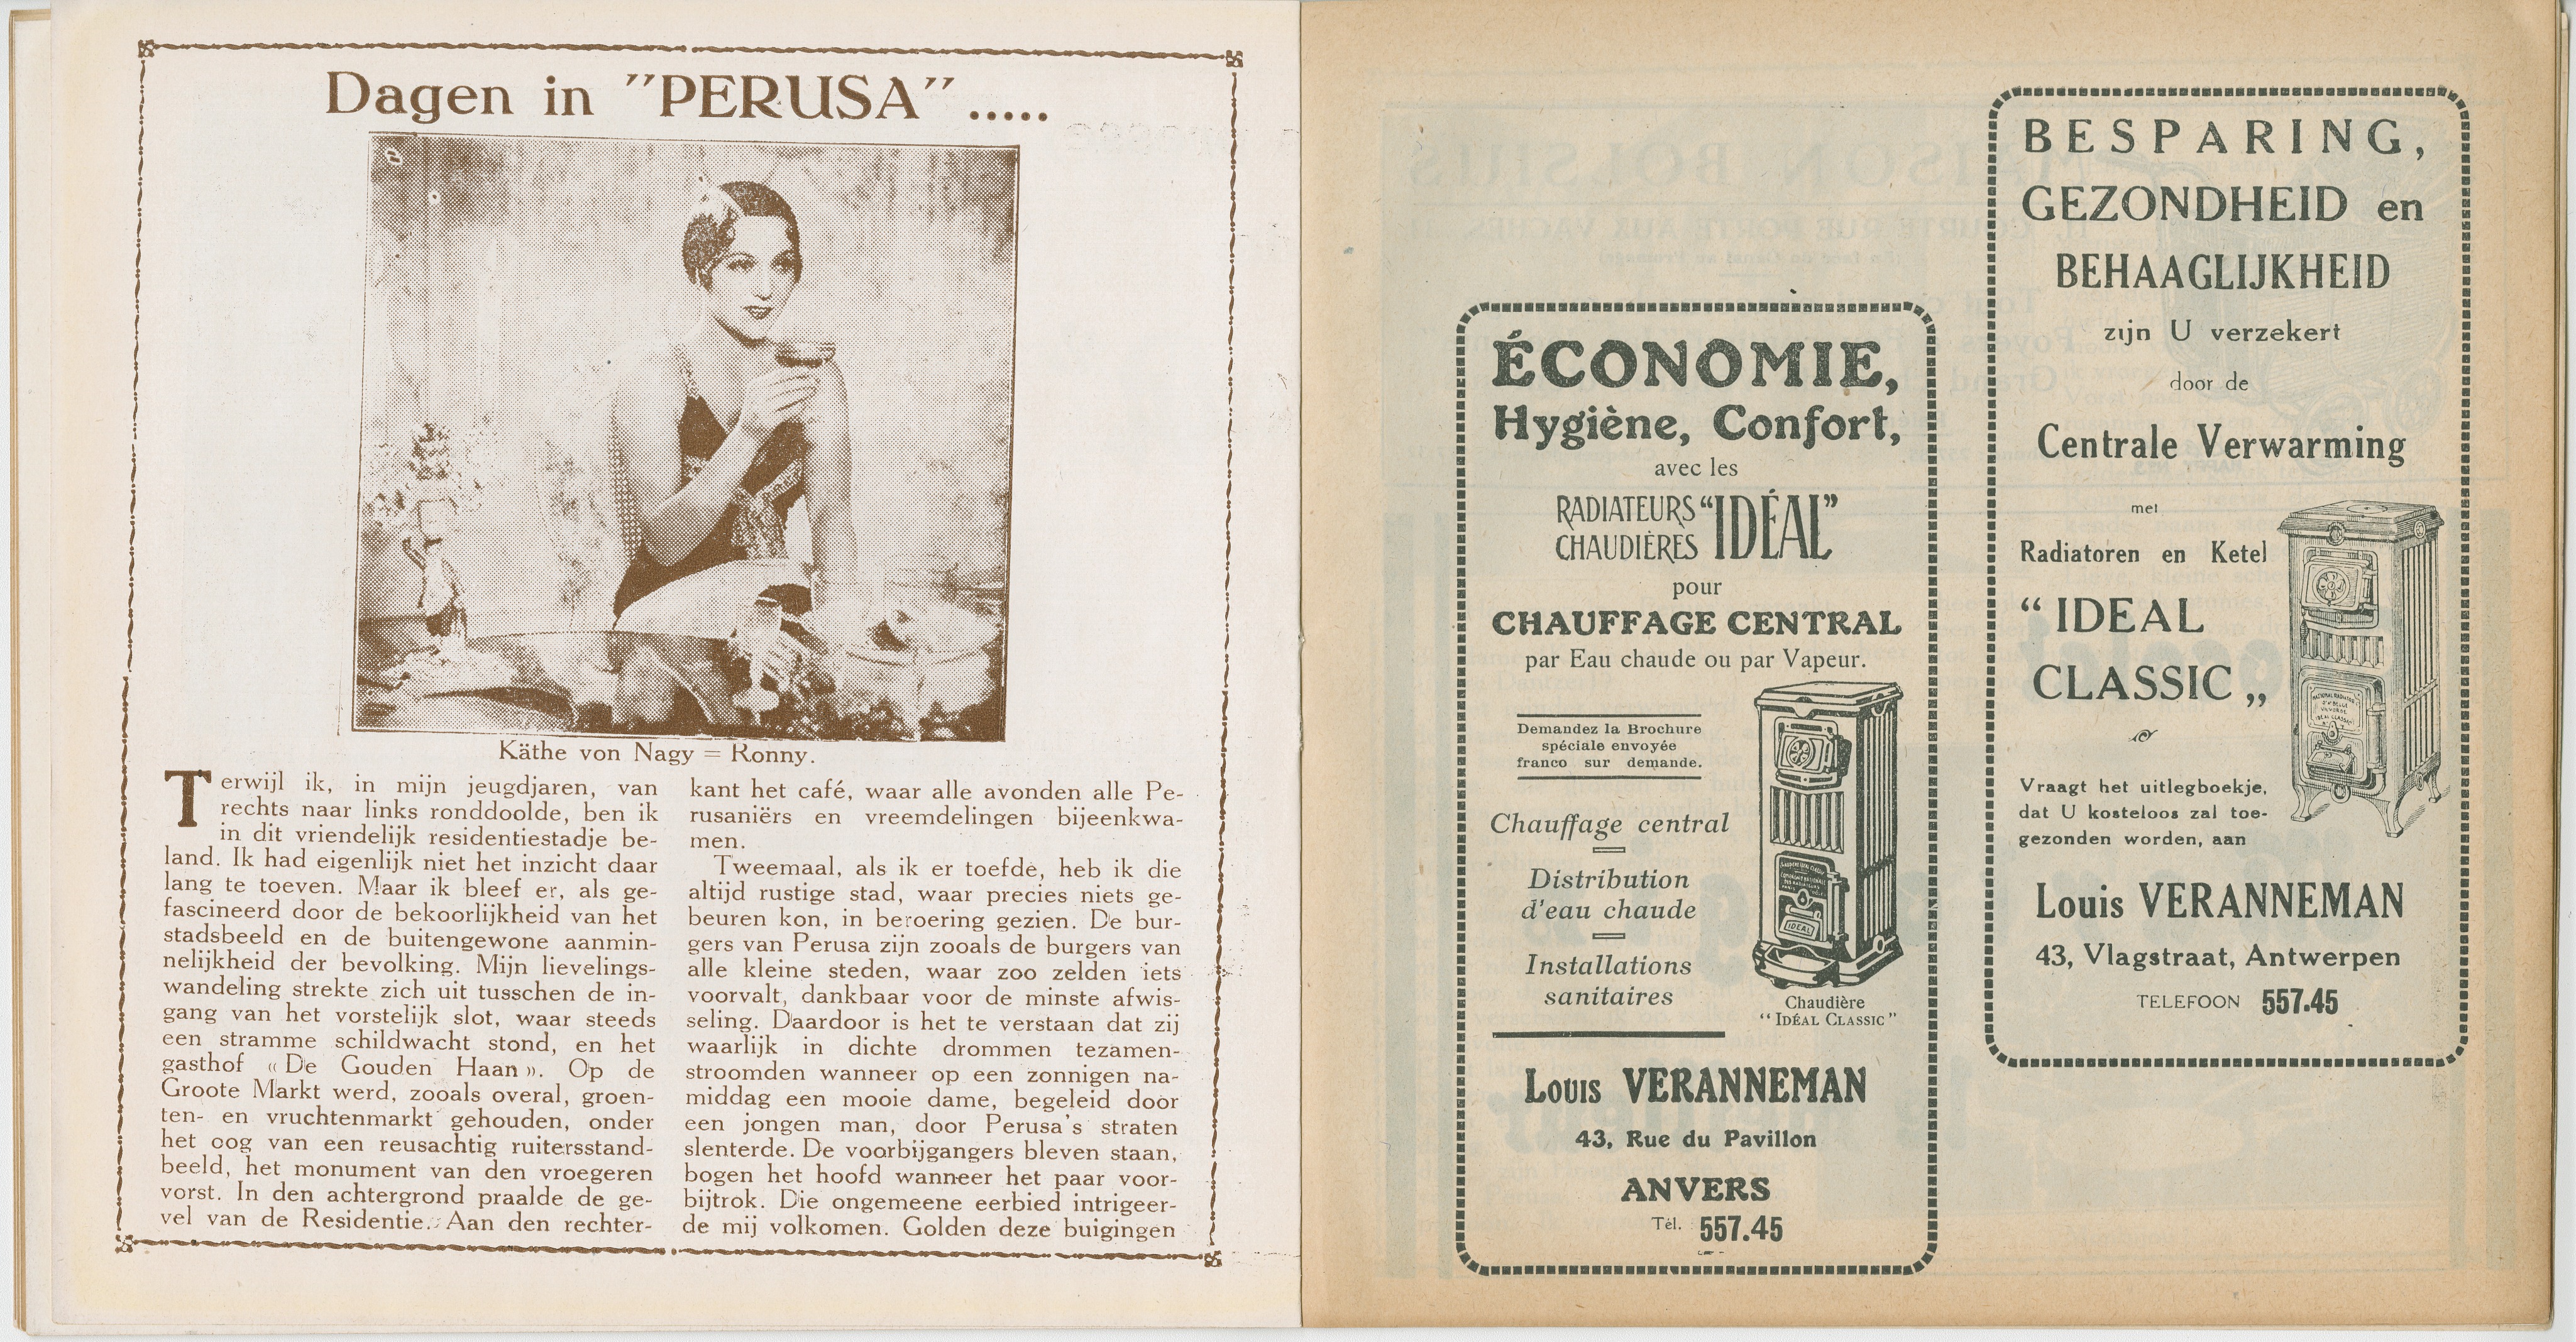 Dagen in "PERUSA" .....
Käthe von Nagy = Ronny.
Terwijl ik, in mijn jeugdjaren, van
rechts naar links ronddoolde, ben ik
in dit vriendelijk residentiestadje be-
land. Ik had eigenlijk niet het inzicht daar
lang te toeven. Maar ik bleef er, als ge-
fascineerd door de bekoorlijkheid van het
stadsbeeld en de buitengewone aanmin-
nelijkheid der bevolking. Mijn lievelings-
wandeling strekte zich uit tusschen de in-
gang van het vorstelijk slot, waar steeds
een stramme schildwacht stond, en het
gasthof « De Gouden Haan ». Op de
Groote Markt werd, zooals overal, groen-
ten- en vruchtenmarkt gehouden, onder
het oog van een reusachtig ruitersstand-
beeld, het monument van den vroegeren
vorst. In den achtergrond praalde de ge-
vel van de Residentie. Aan den rechter-
kant het café, waar alle avonden alle Pe-
rusaniërs en vreemdelingen bijeenkwa-
men.
Tweemaal, als ik er toefde, heb ik die
altijd rustige stad, waar precies niets ge-
beuren kon, in beroering gezien. De bur-
gers van Perusa zijn zooals de burgers van
alle kleine steden, waar zoo zelden iets
voorvalt, dankbaar voor de minste afwis-
seling. Daardoor is het te verstaan dat zij
waarlijk in dichte drommen tezamen-
stroomden wanneer op een zonnigen na-
middag een mooie dame, begeleid door
een jongen man, door Perusa's straten
slenterde. De voorbijgangers bleven staan,
bogen het hoofd wanneer het paar voor-
bijtrok. Die ongemeene eerbied intrigeer-
de mij volkomen. Golden deze buigingen
ÉCONOMIE,
Hygiène, Confort,
avec les
RADIATEURS "IDÉAL"
CHAUDIÈRES
pour
CHAUFFAGE CENTRAL
par Eau chaude ou par Vapeur.
Demandez la Brochure
spéciale envoyée
franco sur demande.
Chauffage central
Distribution
d'eau chaude
Installations
sanitaires
IDEAL
Chaudière
"IDÉAL CLASSIC"
Louis VERANNEMAN
43, Rue du Pavillon
ANVERS
Tél. 557.45
BESPARING,
GEZONDHEID en
BEHAAGLIJKHEID
zijn U verzekert
door de
Centrale Verwarming
met
Radiatoren en Ketel
"IDEAL
CLASSIC„
Vraagt het uitlegboekje,
dat U kosteloos zal toe-
gezonden worden, aan
Louis VERANNEMAN
43, Vlagstraat, Antwerpen
TELEFOON 557.45